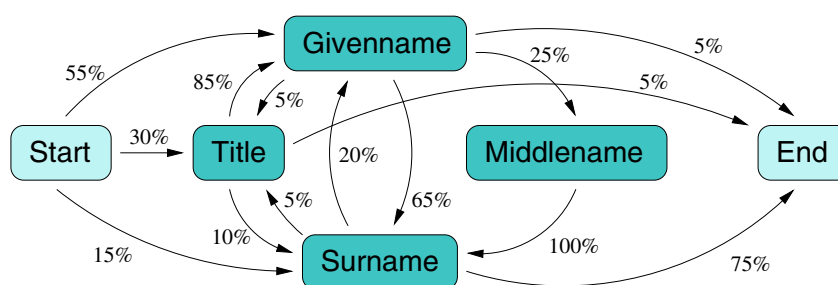 Givenname
55%
25%
5%
85%
5%
5%
Start
30%
Title
20%
Middlename
End
5%
65%
10%
15%
100%
Surname
75%